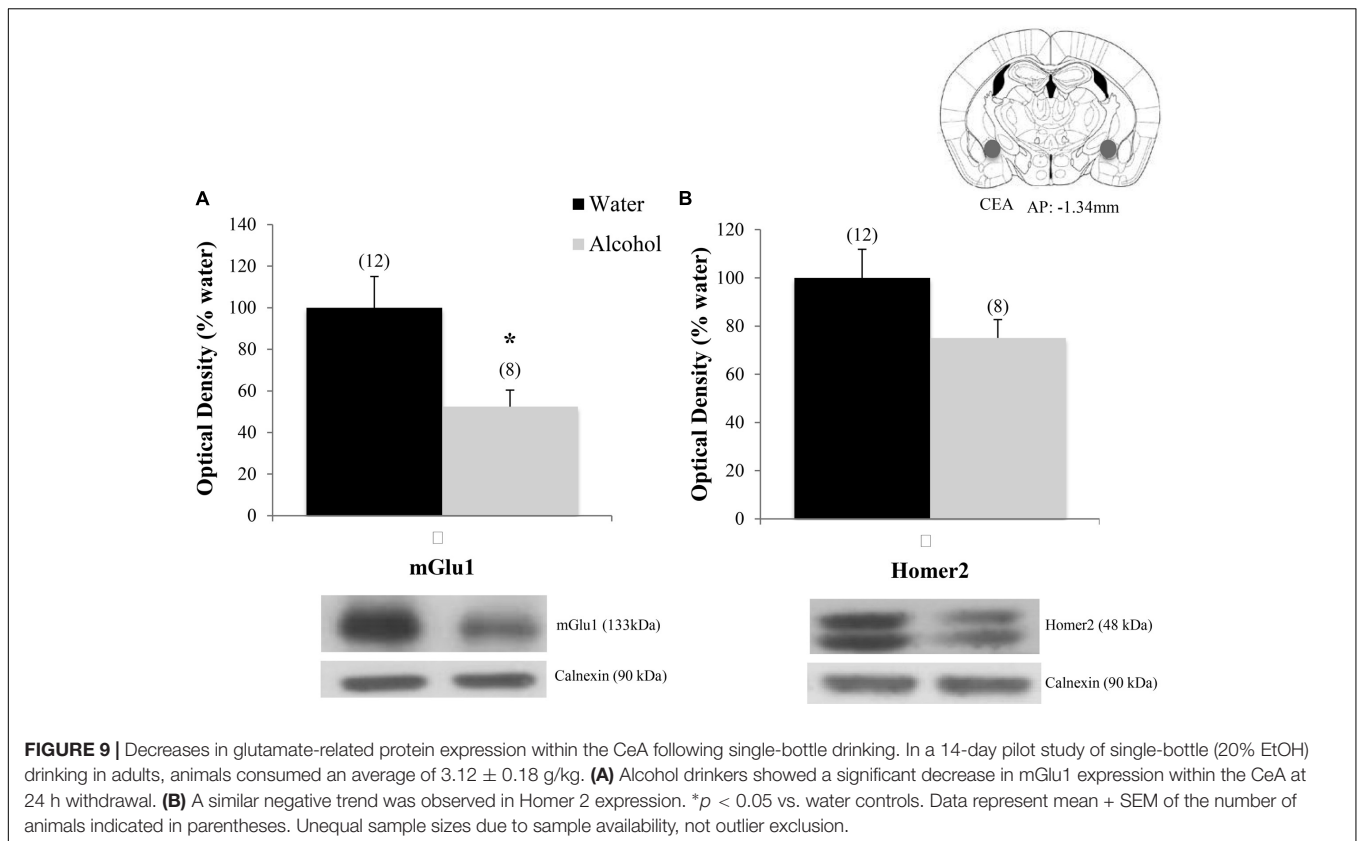 CEA AP: -1.34mm
A
Water
Alcohol
Optical Density (% water)
140
120
100
80
60
40
20
0
(12)
*
(8)
mGlu1
mGlu1 (133kDa)
Calnexin (90 kDa)
B
Optical Density (% water)
120
100
80
60
40
20
0
(12)
(8)
Homer2
Homer2 (48 kDa)
Calnexin (90 kDa)
FIGURE 9 | Decreases in glutamate-related protein expression within the CeA following single-bottle drinking. In a 14-day pilot study of single-bottle (20% EtOH)
drinking in adults, animals consumed an average of 3.12 ± 0.18 g/kg. (A) Alcohol drinkers showed a significant decrease in mGlu1 expression within the CeA at
24 h withdrawal. (B) A similar negative trend was observed in Homer 2 expression. *p < 0.05 vs. water controls. Data represent mean + SEM of the number of
animals indicated in parentheses. Unequal sample sizes due to sample availability, not outlier exclusion.